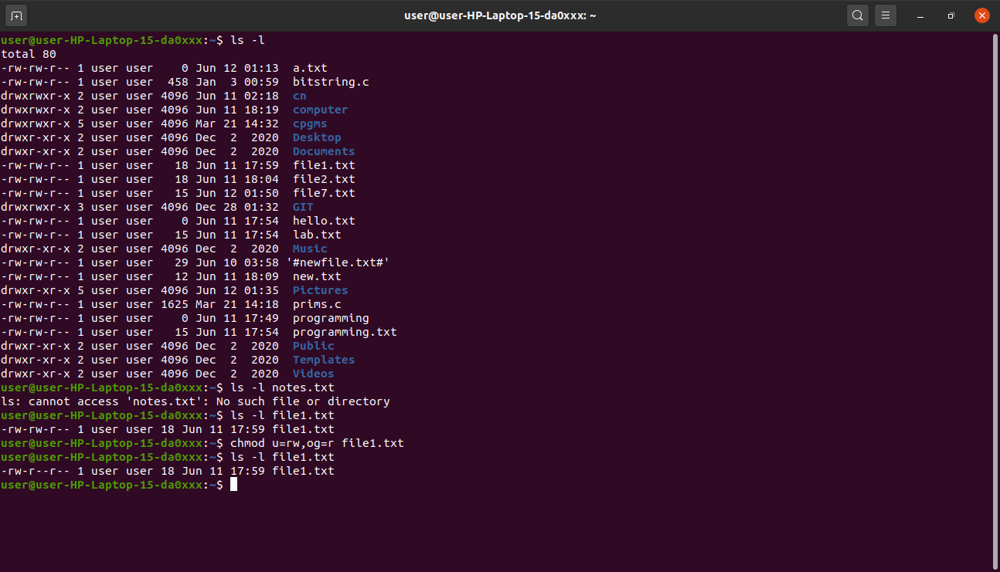 user@user-HP-Laptop-15-da0xxx: ~
user@user-HP-Laptop-15-da0xxx:~$ ls -l
total 80
-rw-rw-r-- 1 user user    0 Jun 12 01:13  a.txt
-rw-rw-r-- 1 user user  458 Jan  3 00:59  bitstring.c
drwxrwxr-x 2 user user 4096 Jun 11 02:18  cn
drwxrwxr-x 2 user user 4096 Jun 11 18:19  computer
drwxrwxr-x 5 user user 4096 Mar 21 14:32  cpgms
drwxr-xr-x 2 user user 4096 Dec  2  2020  Desktop
drwxr-xr-x 2 user user 4096 Dec  2  2020  Documents
-rw-rw-r-- 1 user user   18 Jun 11 17:59  file1.txt
-rw-rw-r-- 1 user user   18 Jun 11 18:04  file2.txt
-rw-rw-r-- 1 user user   15 Jun 12 01:50  file7.txt
drwxrwxr-x 3 user user 4096 Dec 28 01:32  GIT
-rw-rw-r-- 1 user user    0 Jun 11 17:54  hello.txt
-rw-rw-r-- 1 user user   15 Jun 11 17:54  lab.txt
drwxr-xr-x 2 user user 4096 Dec  2  2020  Music
-rw-rw-r-- 1 user user   29 Jun 10 03:58 '#newfile.txt#'
-rw-rw-r-- 1 user user   12 Jun 11 18:09  new.txt
drwxr-xr-x 5 user user 4096 Jun 12 01:35  Pictures
-rw-rw-r-- 1 user user 1625 Mar 21 14:18  prims.c
-rw-rw-r-- 1 user user    0 Jun 11 17:49  programming
-rw-rw-r-- 1 user user   15 Jun 11 17:54  programming.txt
drwxr-xr-x 2 user user 4096 Dec  2  2020  Public
drwxr-xr-x 2 user user 4096 Dec  2  2020  Templates
drwxr-xr-x 2 user user 4096 Dec  2  2020  Videos
user@user-HP-Laptop-15-da0xxx:~$ ls -l notes.txt
ls: cannot access 'notes.txt': No such file or directory
user@user-HP-Laptop-15-da0xxx:~$ ls -l file1.txt
-rw-rw-r-- 1 user user 18 Jun 11 17:59 file1.txt
user@user-HP-Laptop-15-da0xxx:~$ chmod u=rw,og=r file1.txt
user@user-HP-Laptop-15-da0xxx:~$ ls -l file1.txt
-rw-r--r-- 1 user user 18 Jun 11 17:59 file1.txt
user@user-HP-Laptop-15-da0xxx:~$